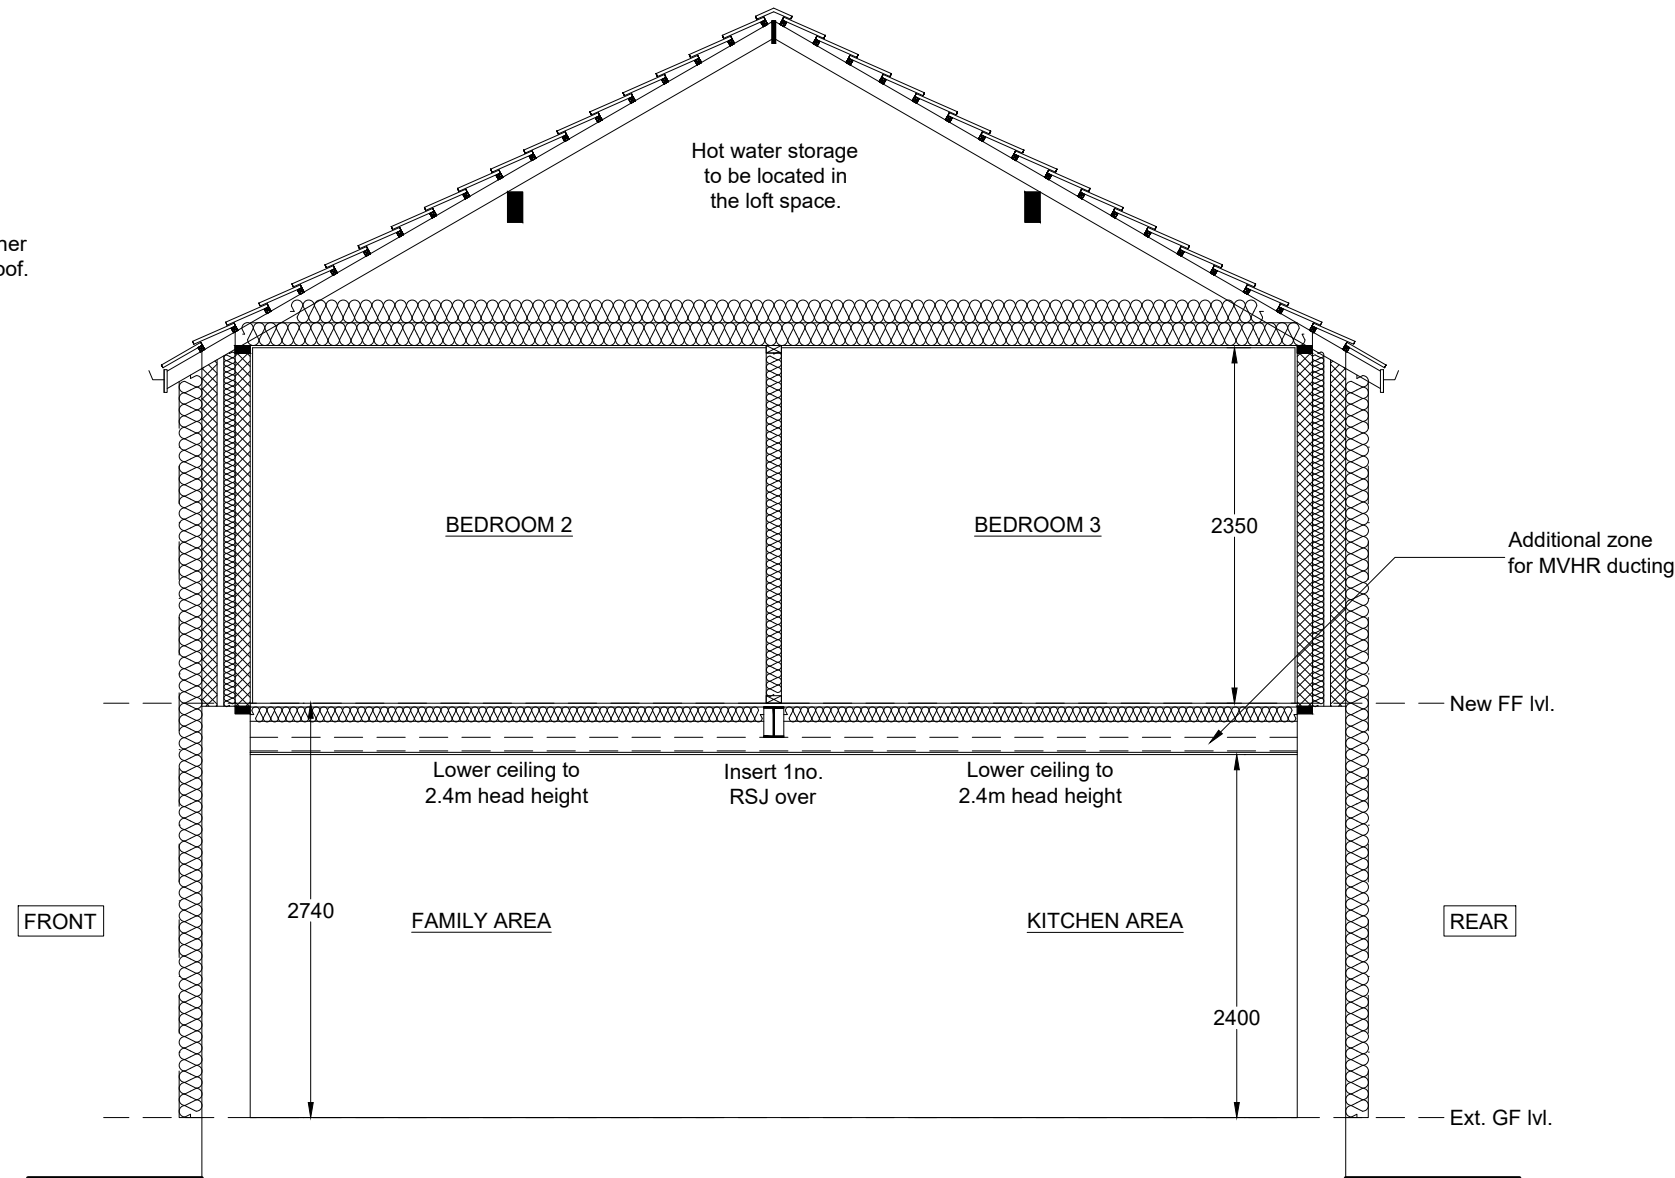 Hot water storage
to be located in
the loft space.
oof.
BEDROOM 2
BEDROOM 3
2350
Additional zone
for MVHR ducting
New FF lvl.
Lower ceiling to
2.4m head height
Insert 1no.
RSJ over
Lower ceiling to
2.4m head height
FRONT
2740
FAMILY AREA
KITCHEN AREA
REAR
2400
Ext. GF lvl.